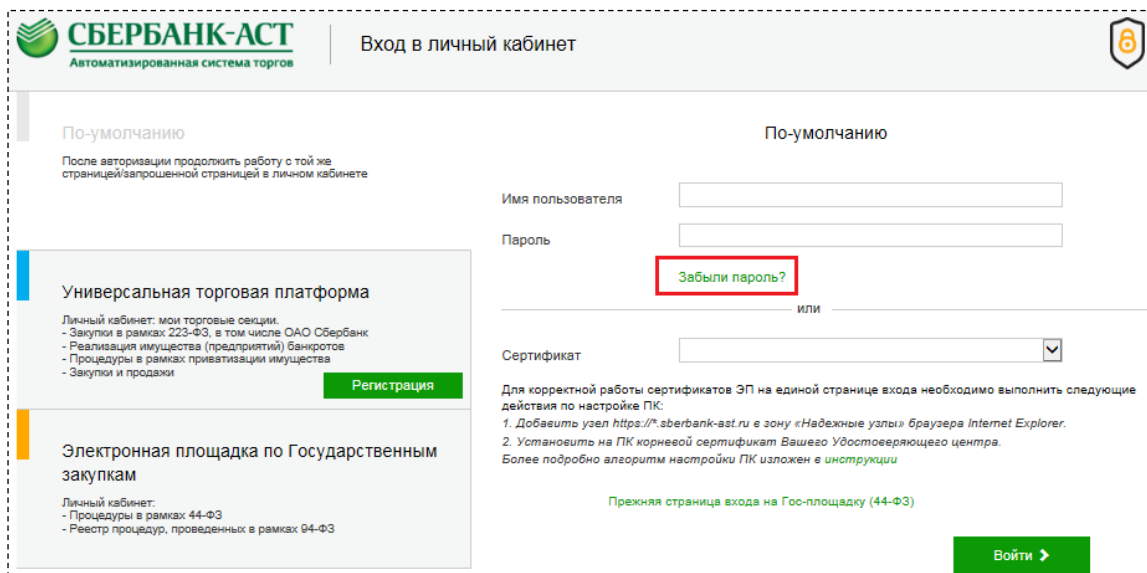 СБЕРБАНК-АСТ
Автоматизированная система торгов
Вход в личный кабинет
По-умолчанию
После авторизации продолжить работу с той же
страницей/запрошенной страницей в личном кабинете
Универсальная торговая платформа
Личный кабинет: мои торговые секции.
- Закупки в рамках 223-ФЗ, в том числе ОАО Сбербанк
- Реализация имущества (предприятий) банкротов
- Процедуры в рамках приватизации имущества
- Закупки и продажи
Регистрация
Электронная площадка по Государственным
закупкам
Личный кабинет:
- Процедуры в рамках 44-ФЗ
- Реестр процедур, проведенных в рамках 94-ФЗ
По-умолчанию
Имя пользователя
Пароль
Забыли пароль?
или
Сертификат
Для корректной работы сертификатов ЭП на единой странице входа необходимо выполнить следующие
действия по настройке ПК:
1. Добавить узел https://*.sberbank-ast.ru в зону «Надежные узлы» браузера Internet Explorer.
2. Установить на ПК корневой сертификат Вашего Удостоверяющего центра.
Более подробно алгоритм настройки ПК изложен в инструкции
Прежняя страница входа на Гос-площадку (44-ФЗ)
Войти